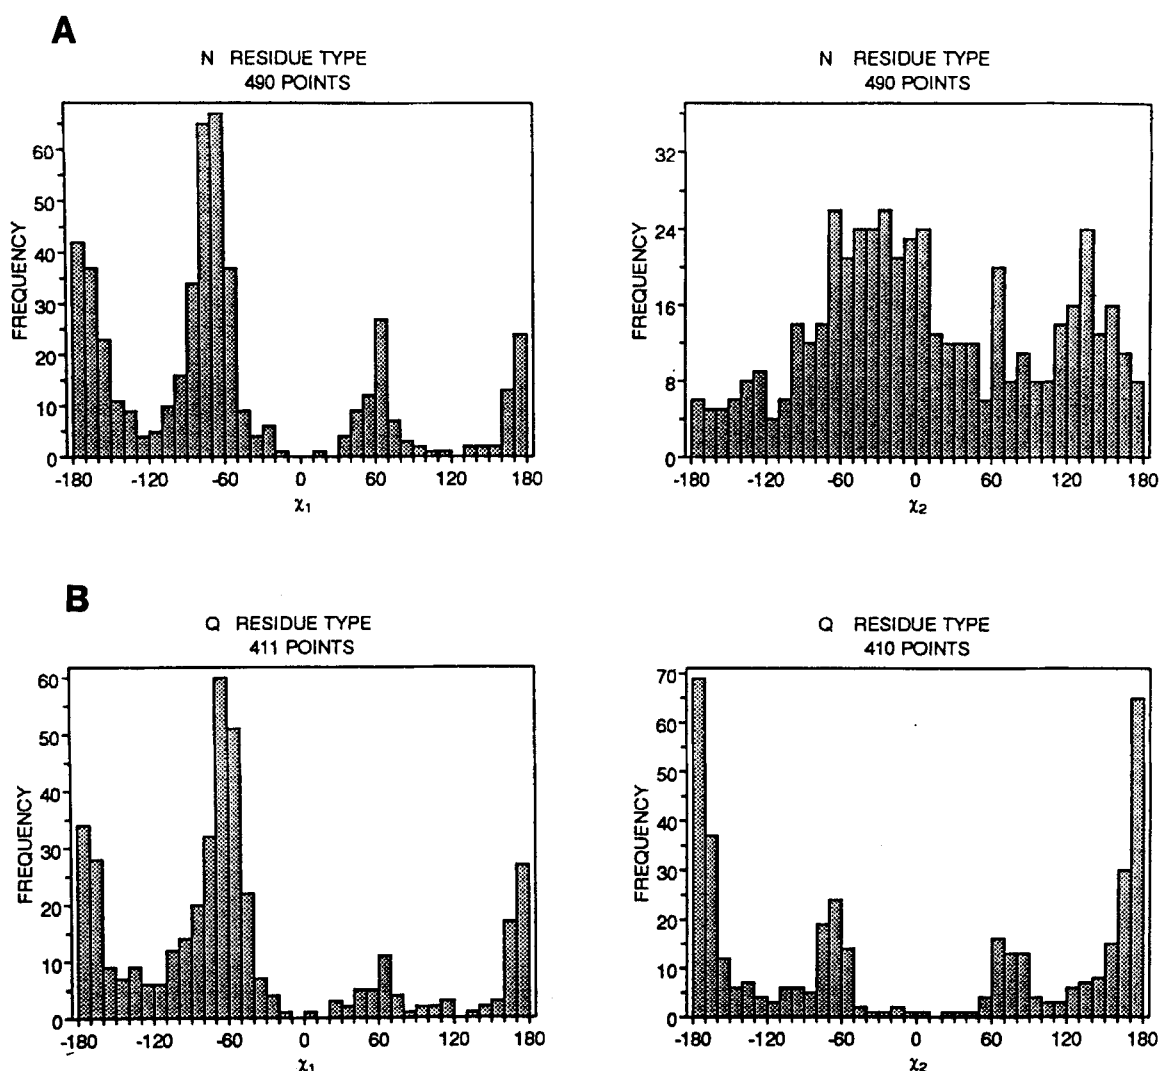 A
N RESIDUE TYPE
490 POINTS
FREQUENCY
60
50
40
30
20
10
0
-180 -120 -60 0 60 120 180
χ1
N RESIDUE TYPE
490 POINTS
FREQUENCY
32
24
16
8
0
-180 -120 -60 0 60 120 180
χ2
B
Q RESIDUE TYPE
411 POINTS
FREQUENCY
60
50
40
30
20
10
0
-180 -120 -60 0 60 120 180
χ1
Q RESIDUE TYPE
410 POINTS
FREQUENCY
70
60
50
40
30
20
10
0
-180 -120 -60 0 60 120 180
χ2